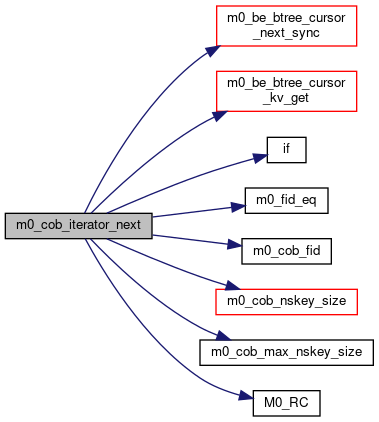 m0_be_btree_cursor
_next_sync
m0_be_btree_cursor
_kv_get
if
m0_fid_eq
m0_cob_iterator_next
m0_cob_fid
m0_cob_nskey_size
m0_cob_max_nskey_size
M0_RC